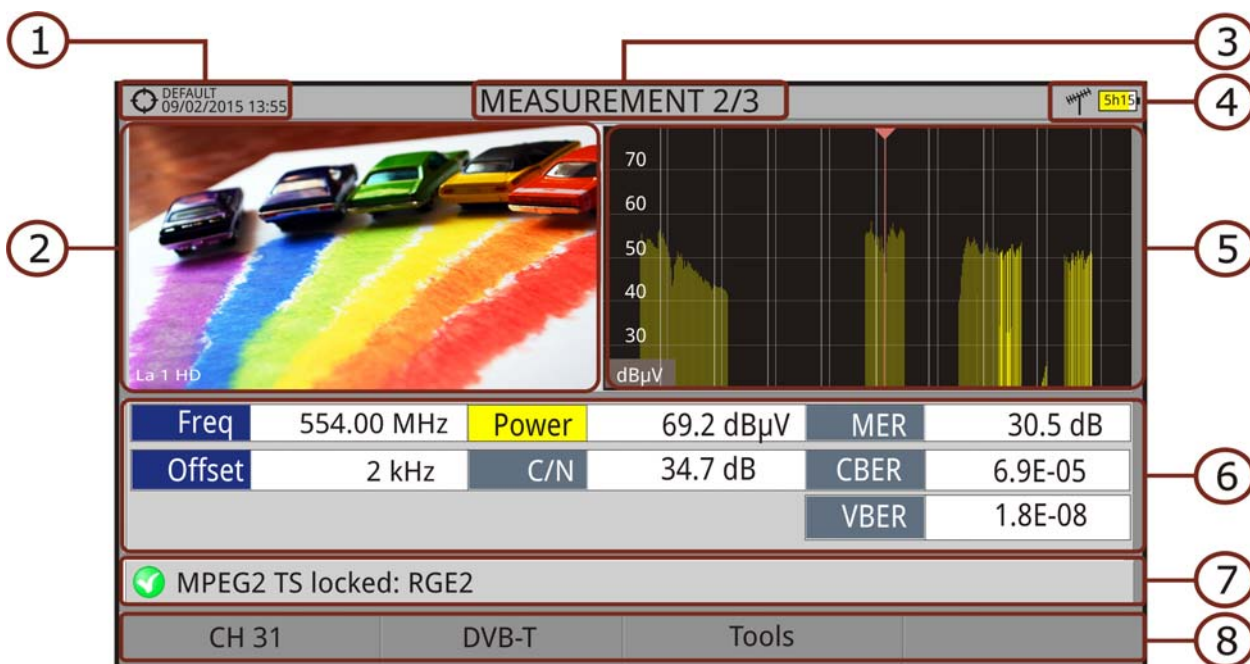 1
3
DEFAULT
09/02/2015 13:55
MEASUREMENT 2/3
5h15
4
70
60
2
50
5
40
30
La 1 HD
dBµV
Freq 554.00 MHz Power 69.2 dBµV MER 30.5 dB
Offset 2 kHz C/N 34.7 dB CBER 6.9E-05
6
VBER 1.8E-08
MPEG2 TS locked: RGE2
7
CH 31 DVB-T Tools
8